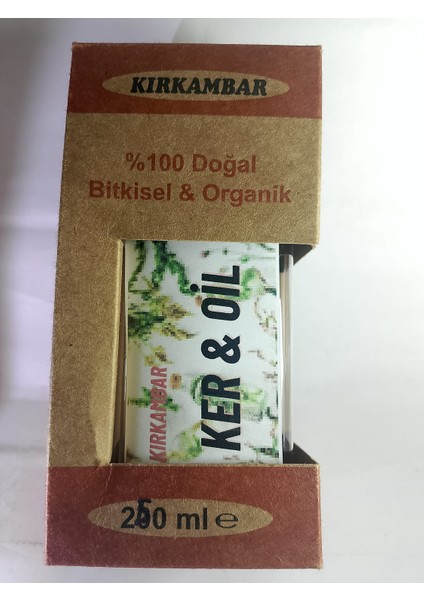 KIRKAMBAR
%100 Doğal
Bitkisel & Organik
KIRKAMBAR
KER & OİL
250 ml e